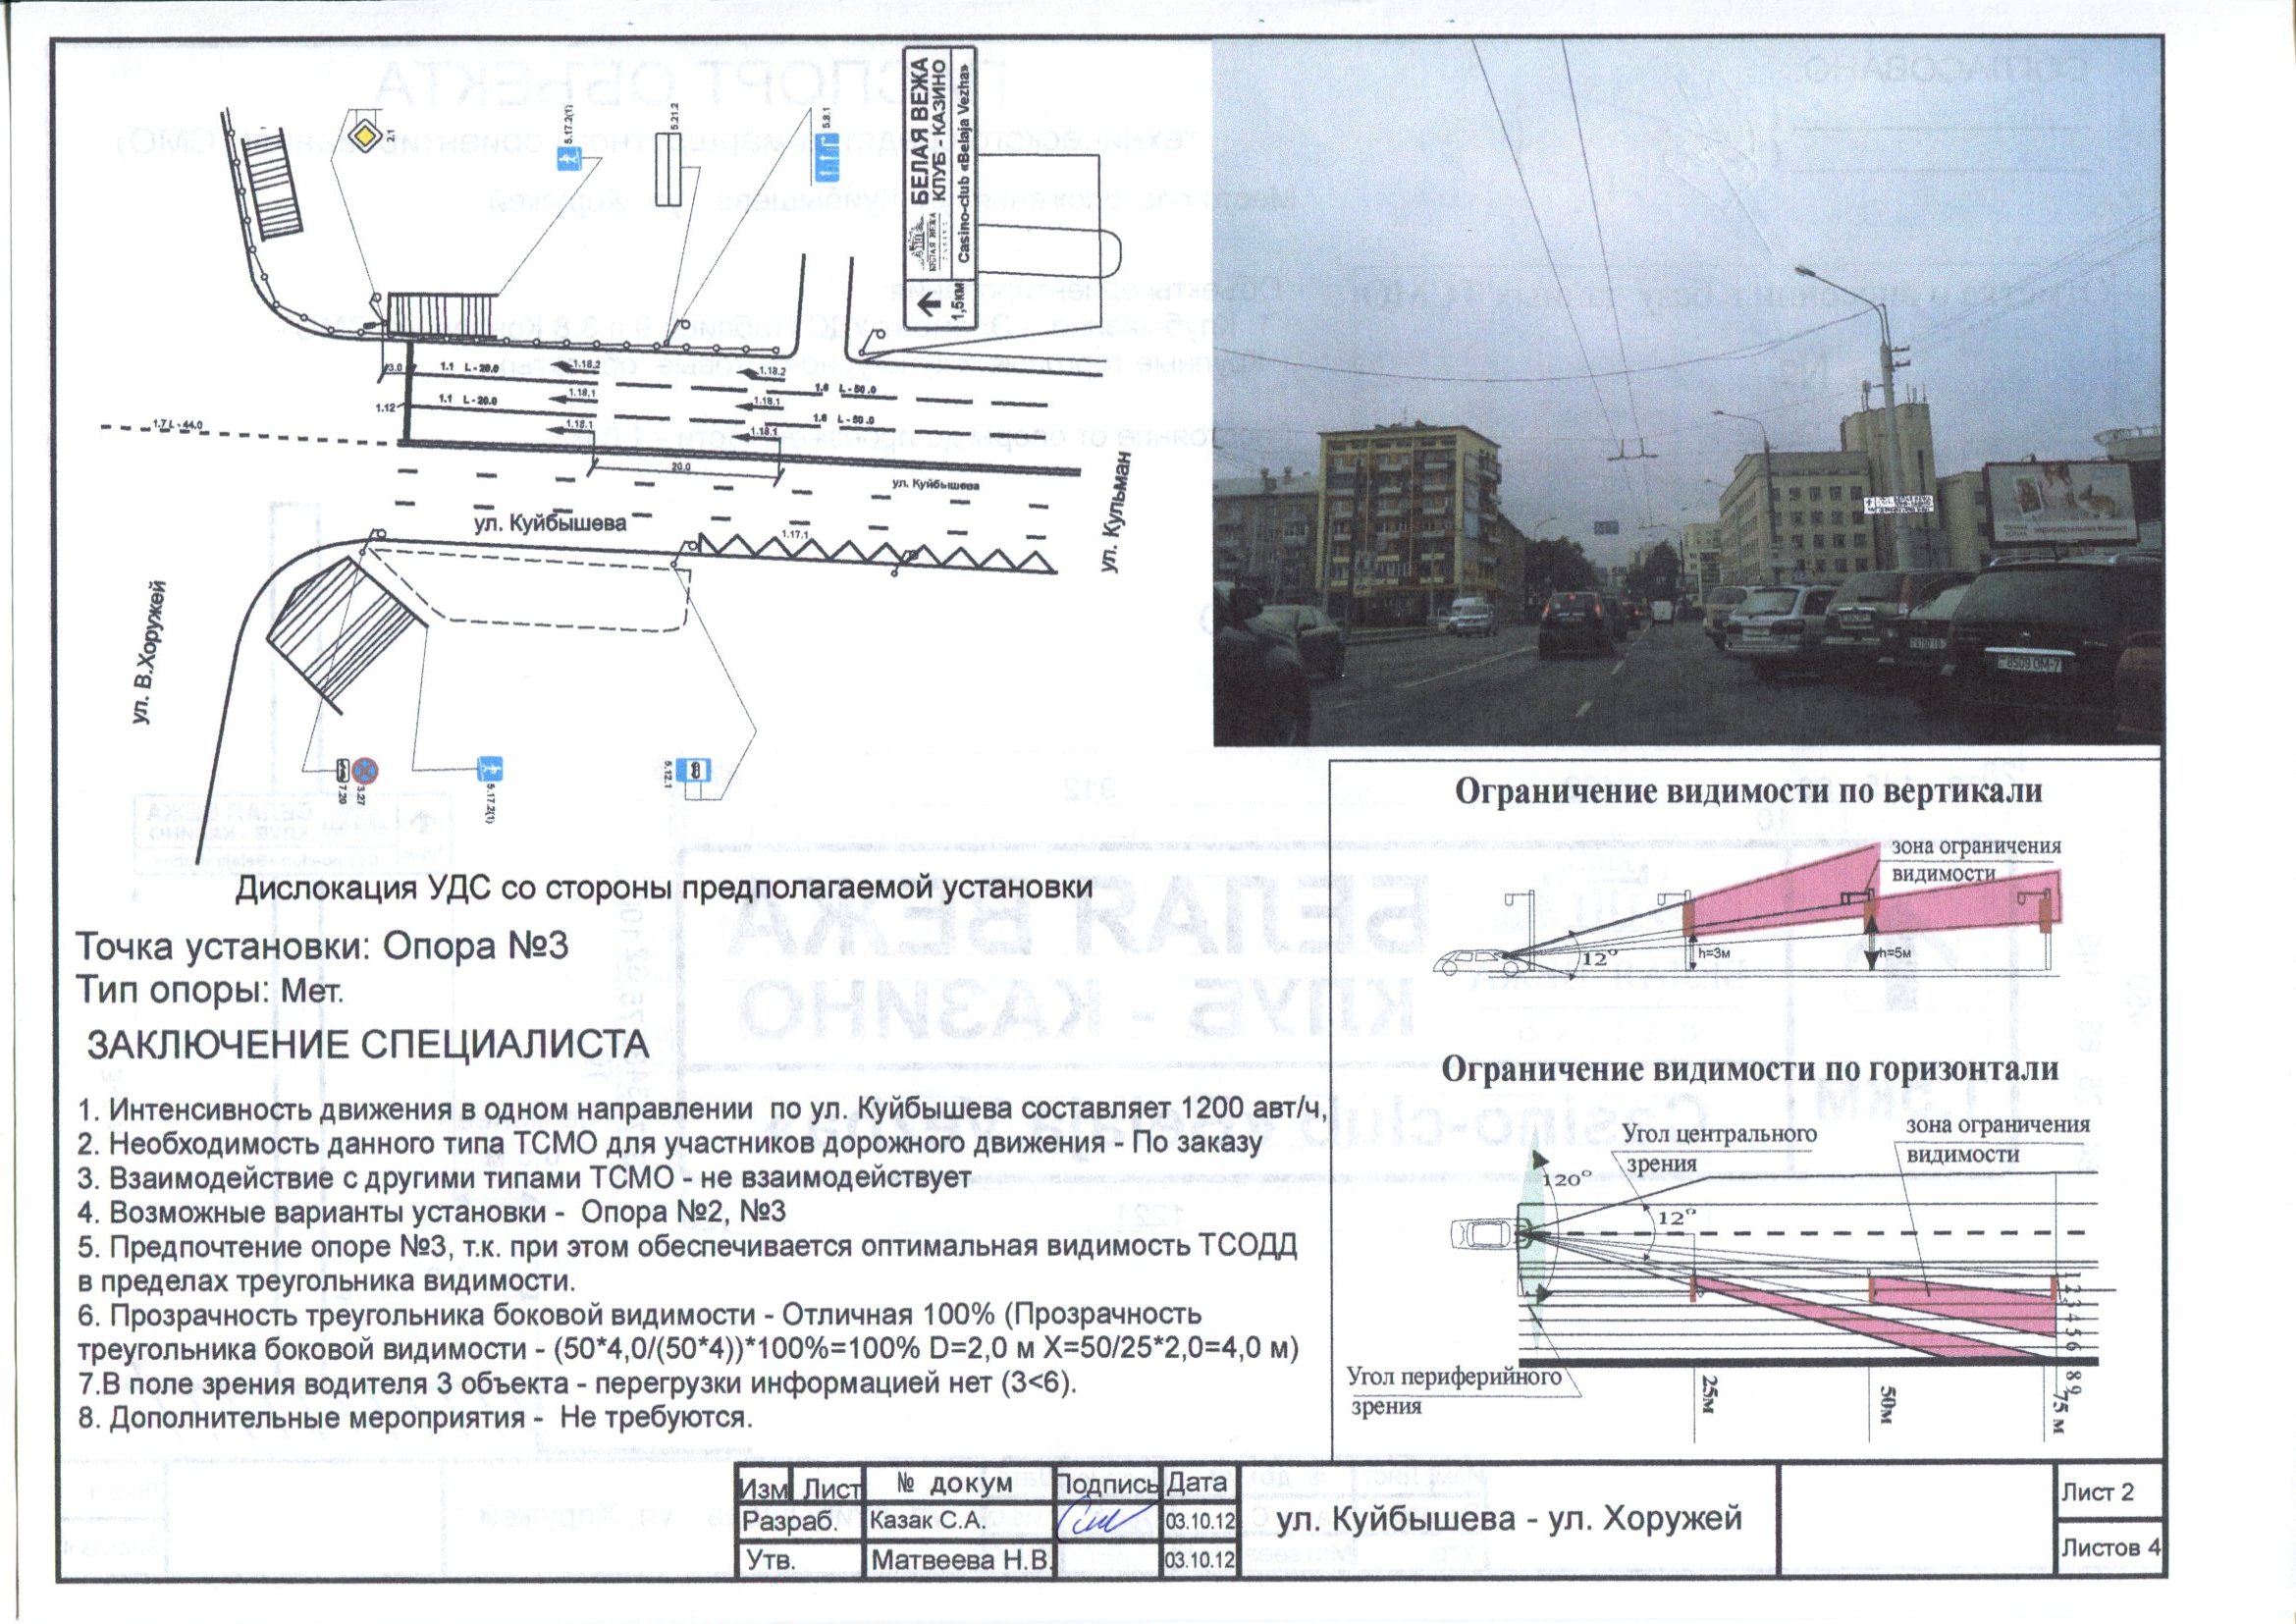 БЕЛАЯ ВЕЖА
КЛУБ - КАЗИНО
Casino-club «Belaja Vezha»
1,5км
2.1
5.17.2(1)
5.21.2
5.8.1
3.0
1.1 L - 20.0
1.18.2
1.18.2
1.6 L - 50.0
1.12
1.1 L - 20.0
1.18.1
1.18.1
1.6 L - 50.0
1.18.1
1.18.1
1.7 L - 44.0
20.0
ул. Куйбышева
ул. Куйбышева
1.17.1
ул. Кульман
ул. В.Хоружей
7.20
3.27
5.17.2(1)
5.12.1
Дислокация УДС со стороны предполагаемой установки
Точка установки: Опора №3
Тип опоры: Мет.
ЗАКЛЮЧЕНИЕ СПЕЦИАЛИСТА
1. Интенсивность движения в одном направлении по ул. Куйбышева составляет 1200 авт/ч,
2. Необходимость данного типа ТСМО для участников дорожного движения - По заказу
3. Взаимодействие с другими типами ТСМО - не взаимодействует
4. Возможные варианты установки - Опора №2, №3
5. Предпочтение опоре №3, т.к. при этом обеспечивается оптимальная видимость ТСОДД
в пределах треугольника видимости.
6. Прозрачность треугольника боковой видимости - Отличная 100% (Прозрачность
треугольника боковой видимости - (50*4,0/(50*4))*100%=100% D=2,0 м X=50/25*2,0=4,0 м)
7.В поле зрения водителя 3 объекта - перегрузки информацией нет (3<6).
8. Дополнительные мероприятия - Не требуются.
Ограничение видимости по вертикали
зона ограничения
видимости
12°
h=3м
h=5м
Ограничение видимости по горизонтали
Угол центрального
зрения
зона ограничения
видимости
120°
12°
1 2 3 4 5 6
8 9
Угол периферийного
зрения
25м
50м
75 м
Изм Лист № докум Подпись Дата
Разраб. Казак С.А. 03.10.12
Утв. Матвеева Н.В. 03.10.12
ул. Куйбышева - ул. Хоружей
Лист 2
Листов 4